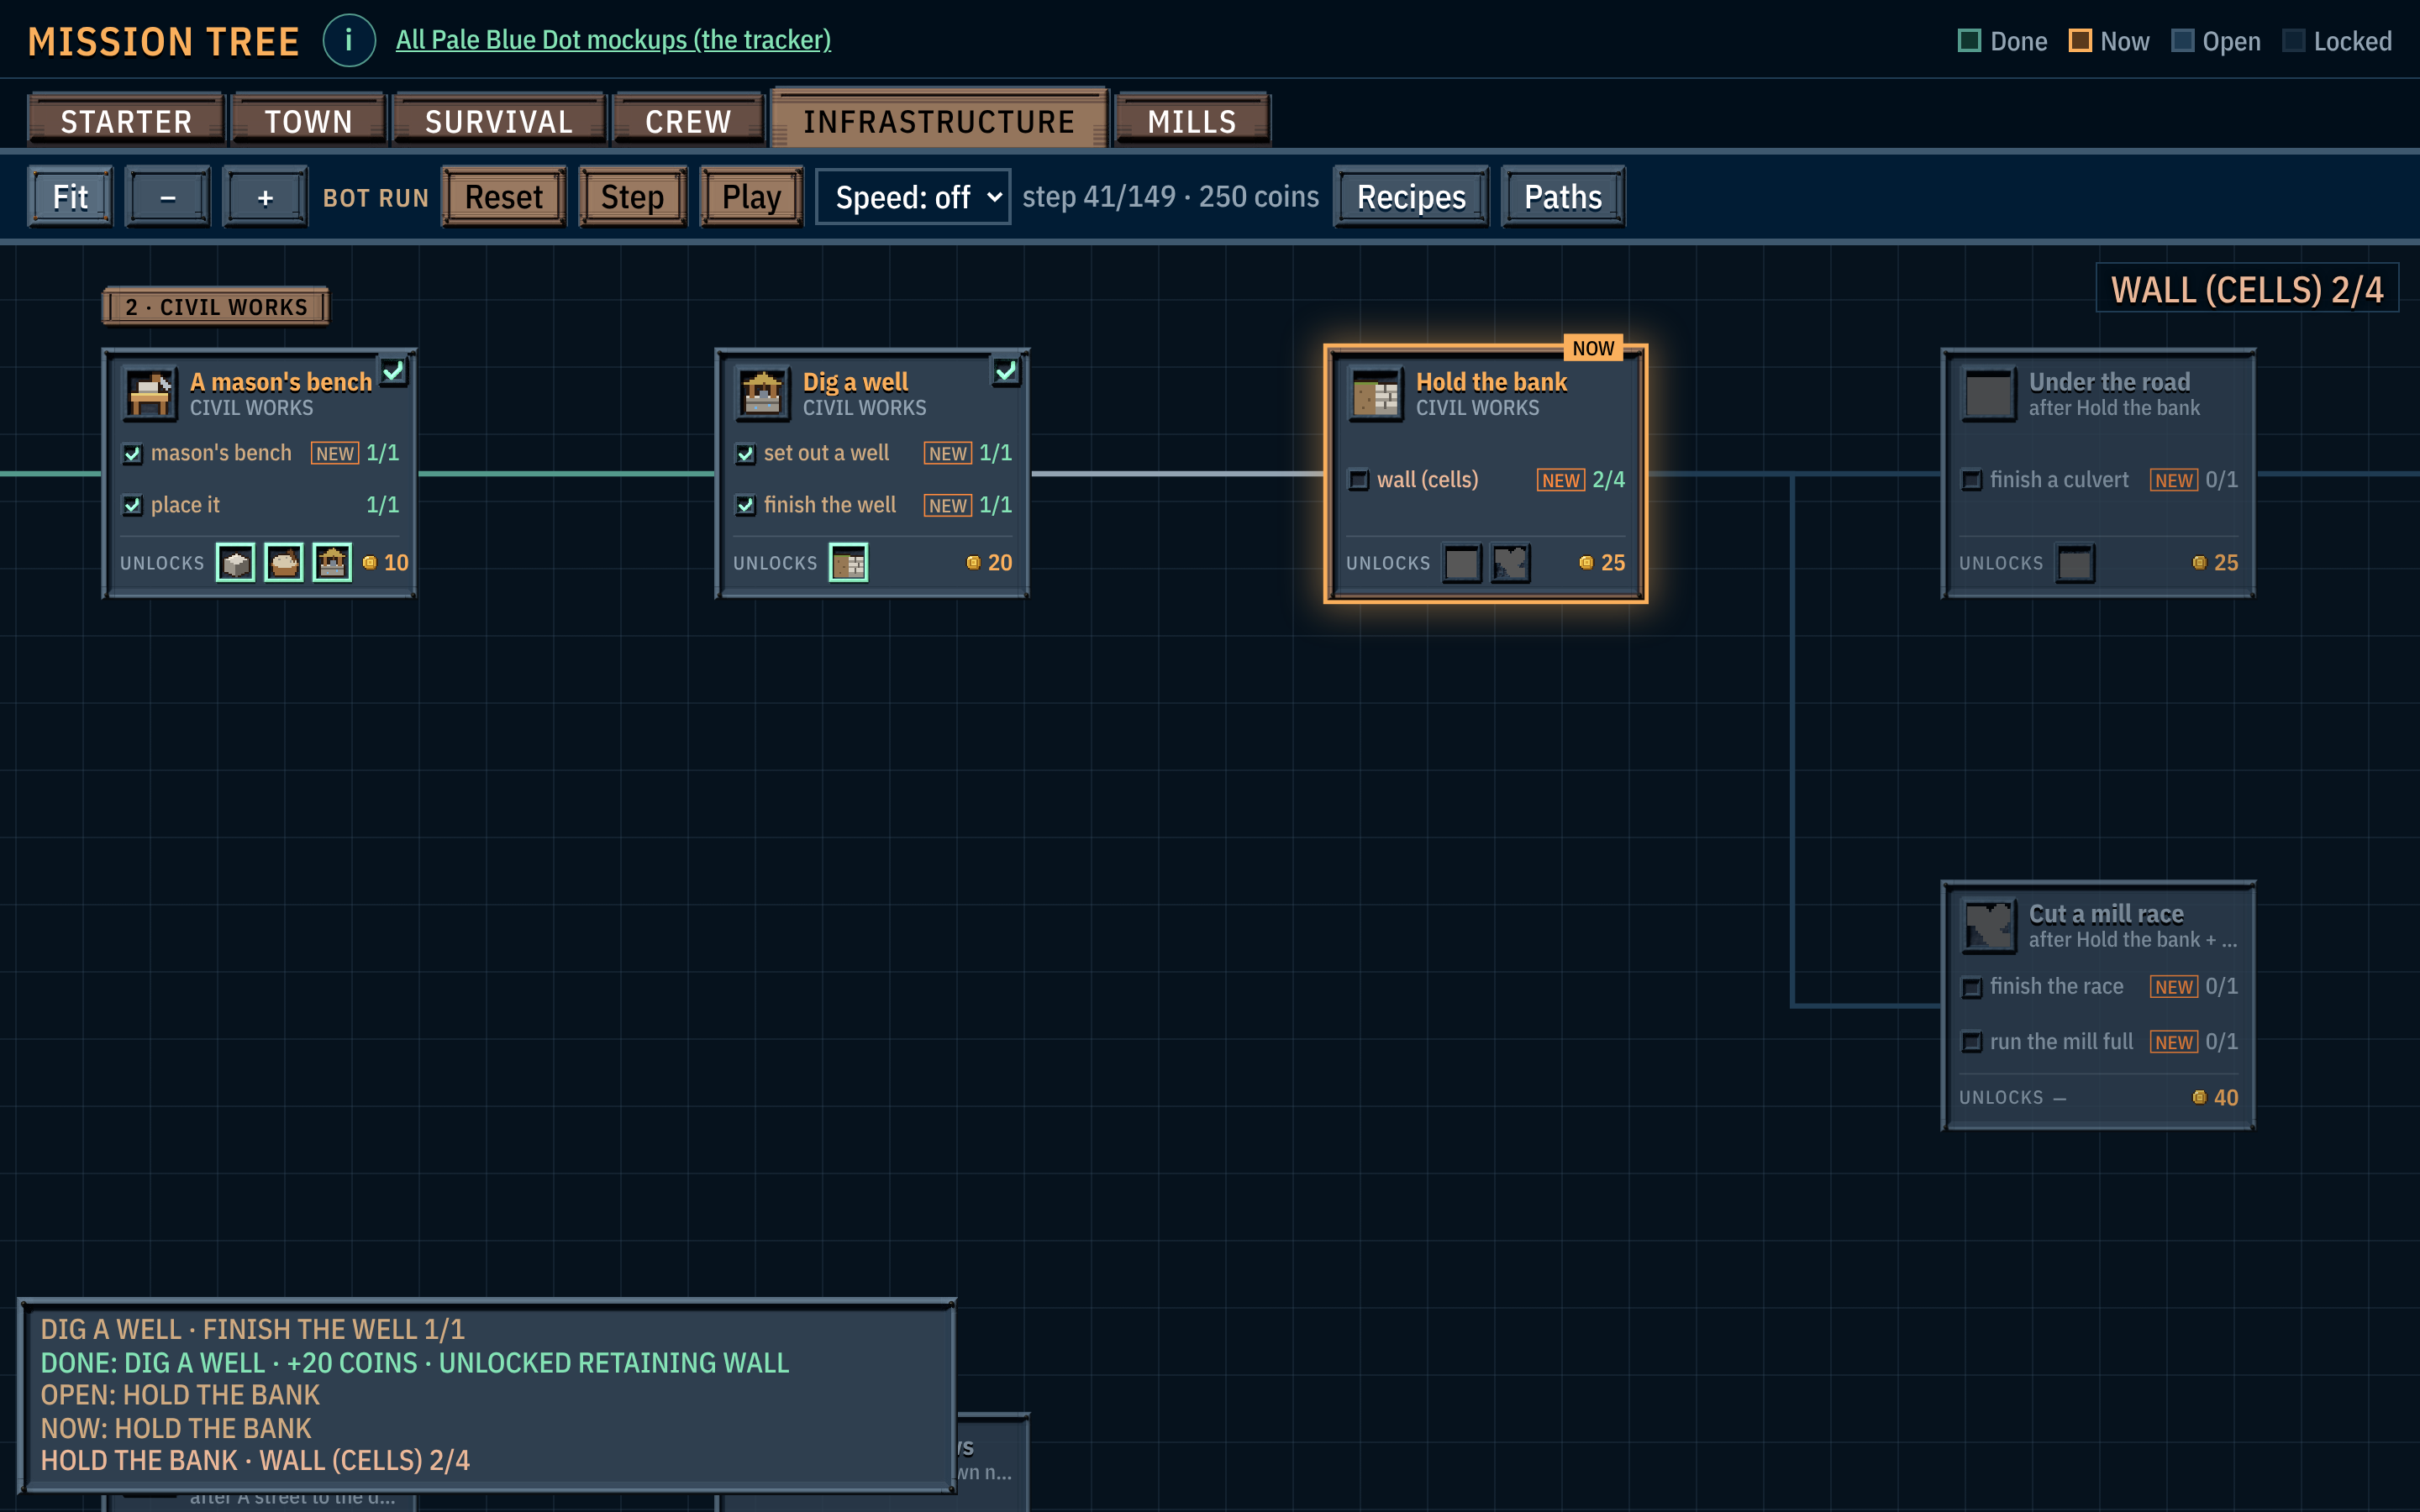 MISSION TREE
i
All Pale Blue Dot mockups (the tracker)
Done
Now
Open
Locked
STARTER
TOWN
SURVIVAL
CREW
INFRASTRUCTURE
MILLS
Fit
–
+
BOT RUN
Reset
Step
Play
Speed: off
step 41/149 · 250 coins
Recipes
Paths
WALL (CELLS) 2/4
2 · CIVIL WORKS
A mason's bench
CIVIL WORKS
mason's bench NEW 1/1
place it 1/1
UNLOCKS 10
Dig a well
CIVIL WORKS
set out a well NEW 1/1
finish the well NEW 1/1
UNLOCKS 20
NOW
Hold the bank
CIVIL WORKS
wall (cells) NEW 2/4
UNLOCKS 25
Under the road
after Hold the bank
finish a culvert NEW 0/1
UNLOCKS 25
Cut a mill race
after Hold the bank + ...
finish the race NEW 0/1
run the mill full NEW 0/1
UNLOCKS – 40
DIG A WELL · FINISH THE WELL 1/1
DONE: DIG A WELL · +20 COINS · UNLOCKED RETAINING WALL
OPEN: HOLD THE BANK
NOW: HOLD THE BANK
HOLD THE BANK · WALL (CELLS) 2/4
after A street to the d...